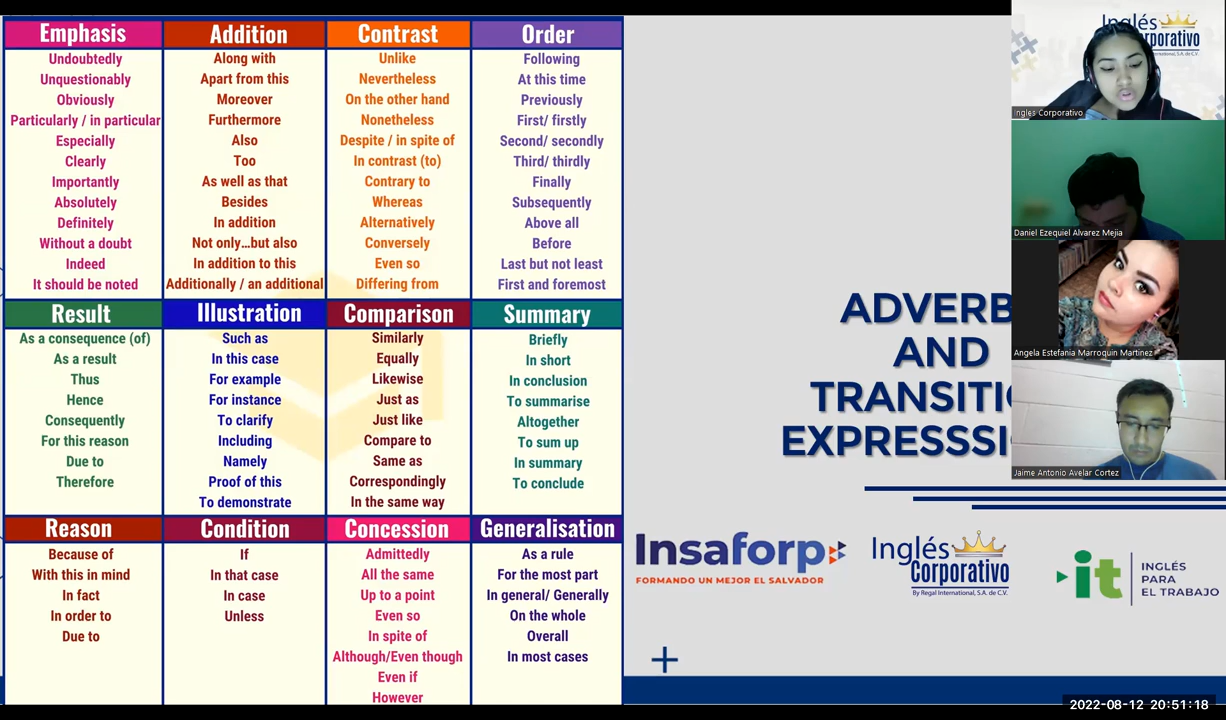 Emphasis
Undoubtedly
Unquestionably
Obviously
Particularly / in particular
Especially
Clearly
Importantly
Absolutely
Definitely
Without a doubt
Indeed
It should be noted
Addition
Along with
Apart from this
Moreover
Furthermore
Also
Too
As well as that
Besides
In addition
Not only...but also
In addition to this
Additionally / an additional
Contrast
Unlike
Nevertheless
On the other hand
Nonetheless
Despite / in spite of
In contrast (to)
Contrary to
Whereas
Alternatively
Conversely
Even so
Differing from
Order
Following
At this time
Previously
First/ firstly
Second/ secondly
Third/ thirdly
Finally
Subsequently
Above all
Before
Last but not least
First and foremost
Result
As a consequence (of)
As a result
Thus
Hence
Consequently
For this reason
Due to
Therefore
Illustration
Such as
In this case
For example
For instance
To clarify
Including
Namely
Proof of this
To demonstrate
Comparison
Similarly
Equally
Likewise
Just as
Just like
Compare to
Same as
Correspondingly
In the same way
Summary
Briefly
In short
In conclusion
To summarise
Altogether
To sum up
In summary
To conclude
Reason
Because of
With this in mind
In fact
In order to
Due to
Condition
If
In that case
In case
Unless
Concession
Admittedly
All the same
Up to a point
Even so
In spite of
Although/Even though
Even if
However
Generalisation
As a rule
For the most part
In general/ Generally
On the whole
Overall
In most cases
ADVERB
AND
TRANSITI
EXPRESSSI
Insaforp
FORMANDO UN MEJOR EL SALVADOR
Inglés
Corporativo
By Regal International, S.A. de C.V.
it
INGLÉS
PARA
EL TRABAJO
Inglés
orporativo
Ingles Corporativo
Daniel Ezequiel Alvarez Mejia
Angela Estefania Marroquin Martinez
Jaime Antonio Avelar Cortez
2022-08-12 20:51:18